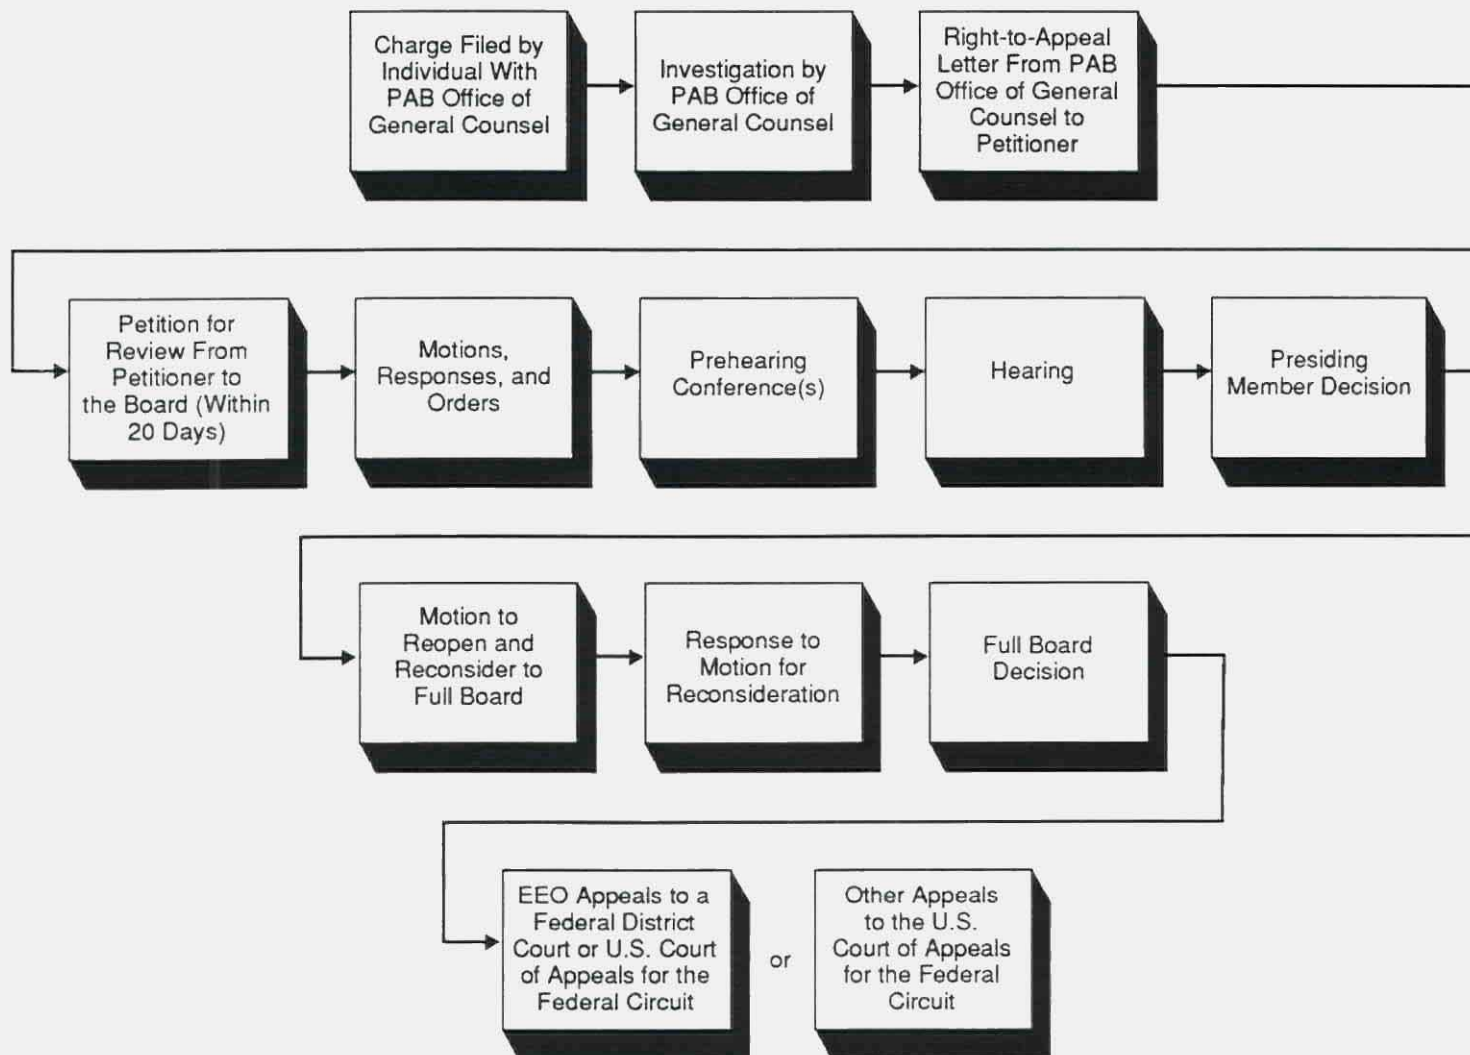 Charge Filed by
Individual With
PAB Office of
General Counsel
Investigation by
PAB Office of
General Counsel
Right-to-Appeal
Letter From PAB
Office of General
Counsel to
Petitioner
Petition for
Review From
Petitioner to
the Board (Within
20 Days)
Motions,
Responses, and
Orders
Prehearing
Conference(s)
Hearing
Presiding
Member Decision
Motion to
Reopen and
Reconsider to
Full Board
Response to
Motion for
Reconsideration
Full Board
Decision
EEO Appeals to a
Federal District
Court or U.S. Court
of Appeals for the
Federal Circuit
or
Other Appeals
to the U.S.
Court of Appeals
for the Federal
Circuit